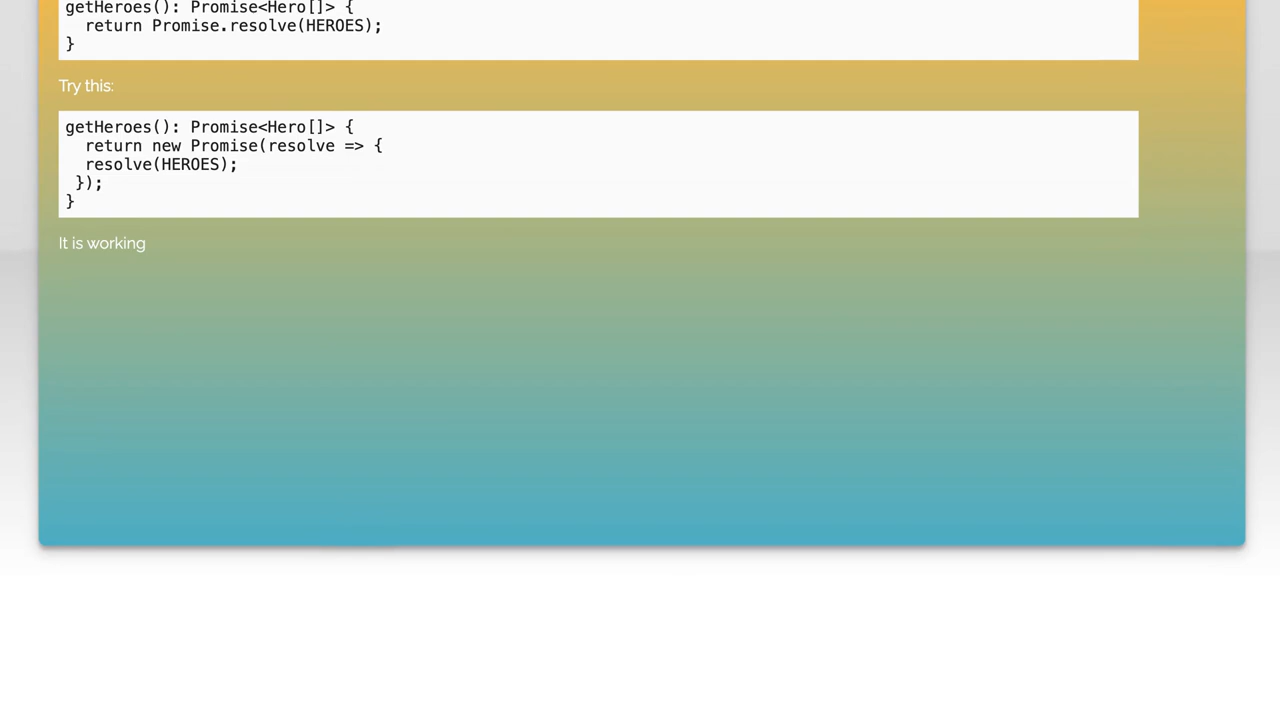 getHeroes(): Promise<Hero[]> {
  return Promise.resolve(HEROES);
}
Try this:
getHeroes(): Promise<Hero[]> {
  return new Promise(resolve => {
  resolve(HEROES);
 });
}
It is working